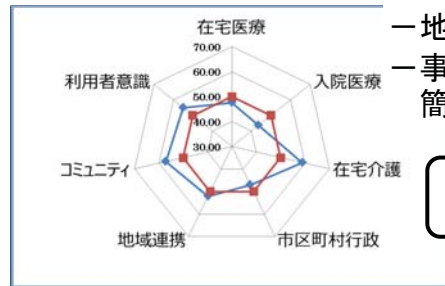 在宅医療
70.00
60.00
50.00
40.00
30.00
入院医療
在宅介護
市区町村行政
地域連携
コミュニティ
利用者意識
－地
－事
簡